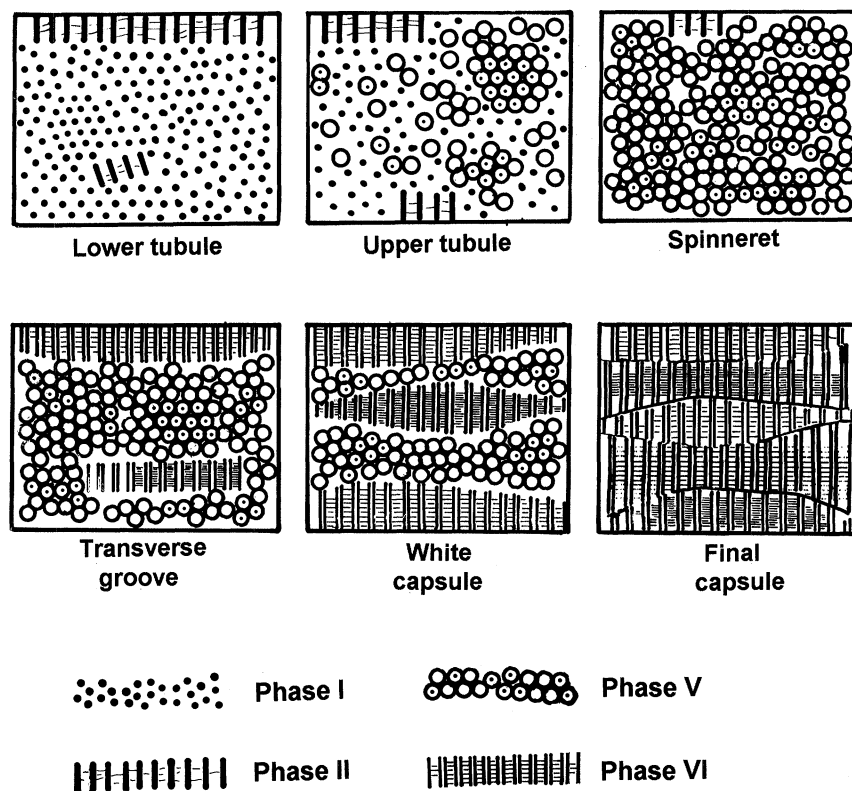 Lower tubule
Upper tubule
Spinneret
Transverse
groove
White
capsule
Final
capsule
Phase I
Phase V
Phase II
Phase VI